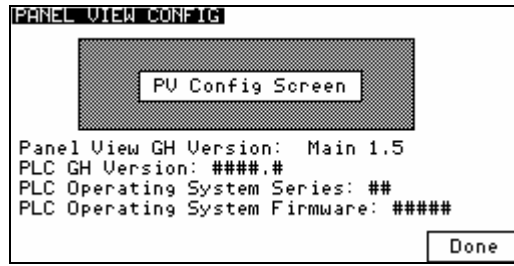 PANEL VIEW CONFIG
PV Config Screen
Panel View GH Version: Main 1.5
PLC GH Version: ####.#
PLC Operating System Series: ##
PLC Operating System Firmware: #####
Done